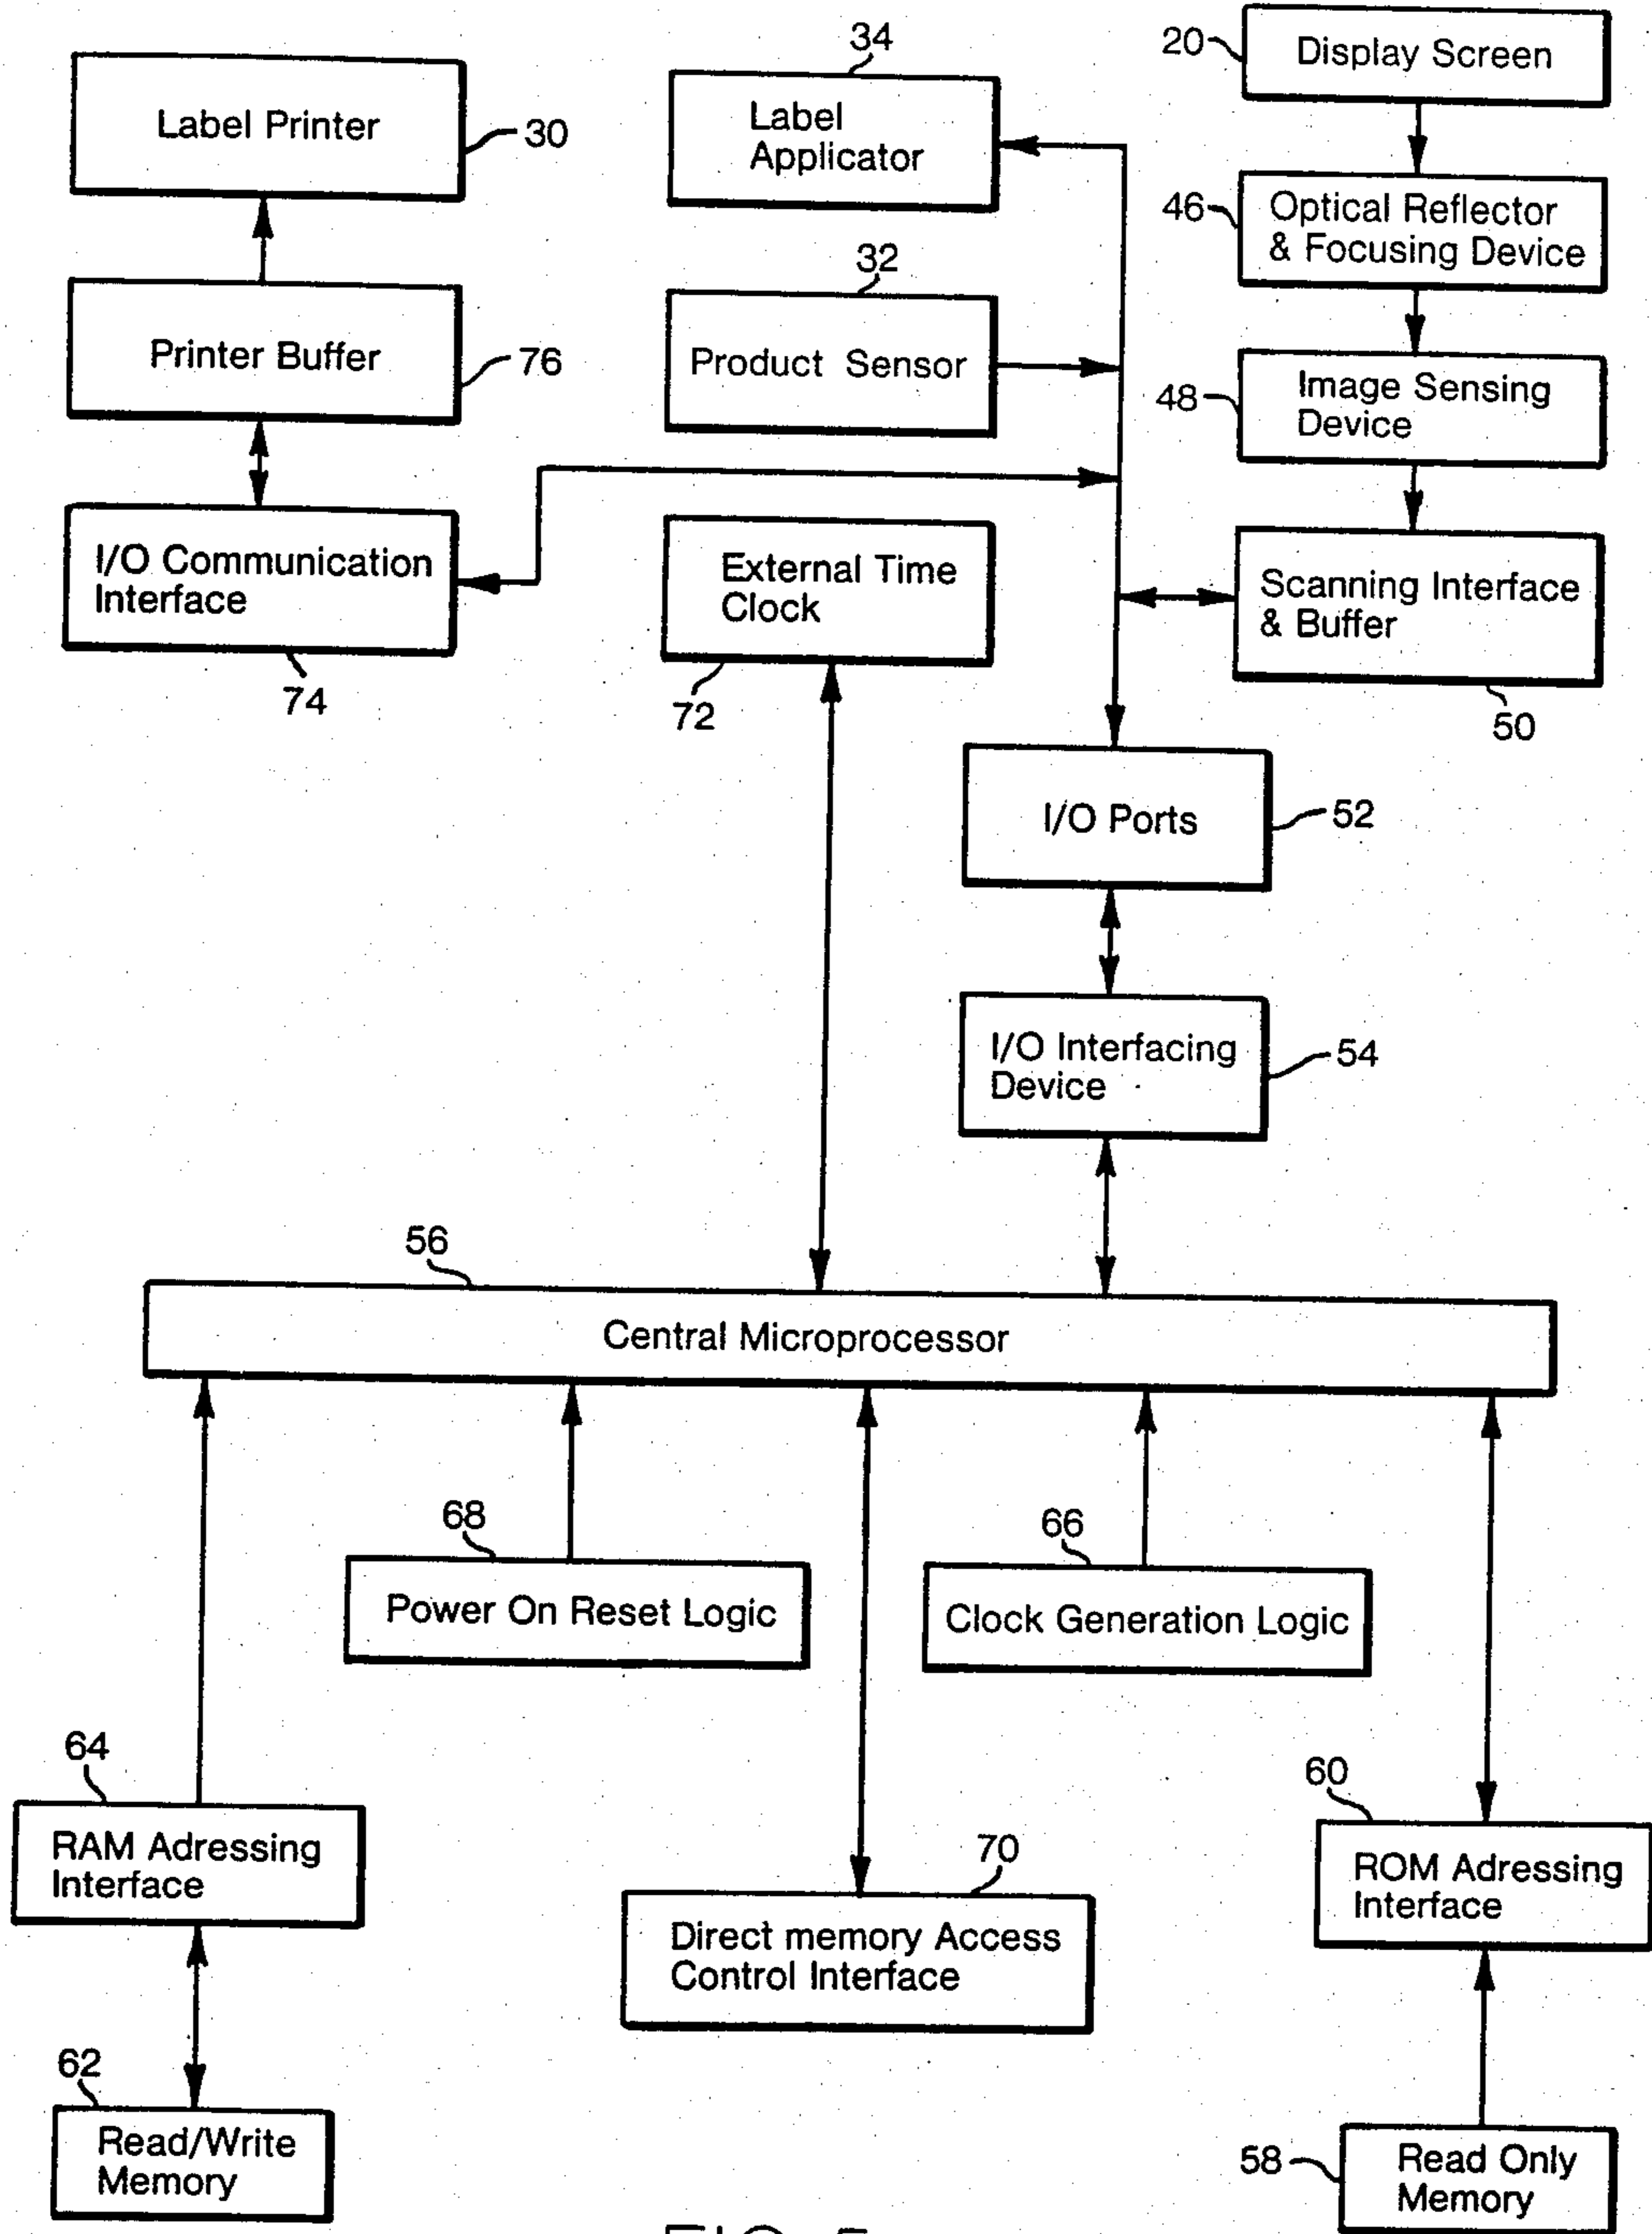 34
20
Display Screen
Label Printer
30
Label
Applicator
46
Optical Reflector
& Focusing Device
32
Printer Buffer
76
Product Sensor
48
Image Sensing
Device
I/O Communication
Interface
74
External Time
Clock
72
Scanning Interface
& Buffer
50
I/O Ports
52
I/O Interfacing
Device
54
56
Central Microprocessor
68
Power On Reset Logic
66
Clock Generation Logic
64
RAM Adressing
Interface
70
Direct memory Access
Control Interface
60
ROM Adressing
Interface
62
Read/Write
Memory
58
Read Only
Memory